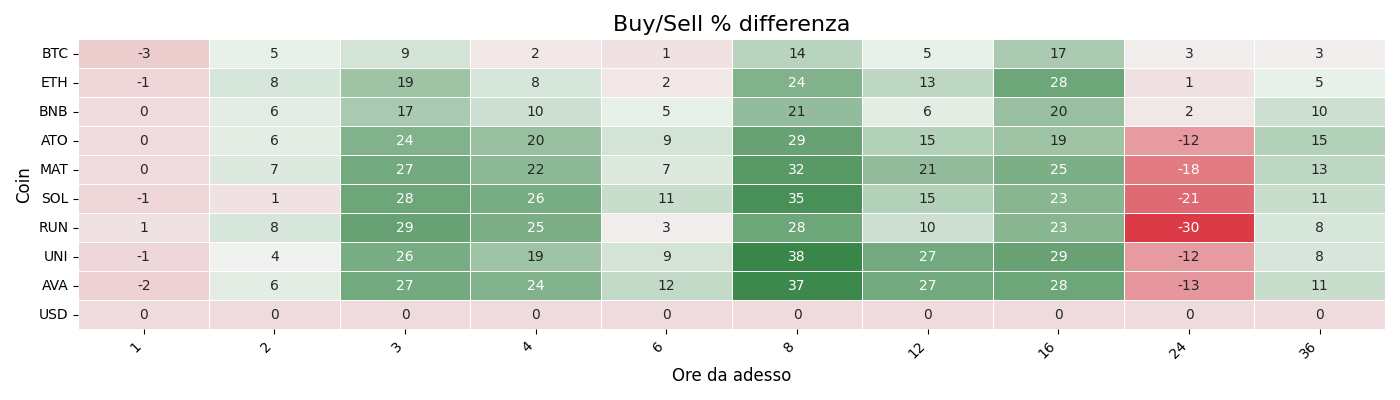 Buy/Sell % differenza
Coin
BTC -3 5 9 2 1 14 5 17 3 3
ETH -1 8 19 8 2 24 13 28 1 5
BNB 0 6 17 10 5 21 6 20 2 10
ATO 0 6 24 20 9 29 15 19 -12 15
MAT 0 7 27 22 7 32 21 25 -18 13
SOL -1 1 28 26 11 35 15 23 -21 11
RUN 1 8 29 25 3 28 10 23 -30 8
UNI -1 4 26 19 9 38 27 29 -12 8
AVA -2 6 27 24 12 37 27 28 -13 11
USD 0 0 0 0 0 0 0 0 0 0
1 2 3 4 6 8 12 16 24 36
Ore da adesso